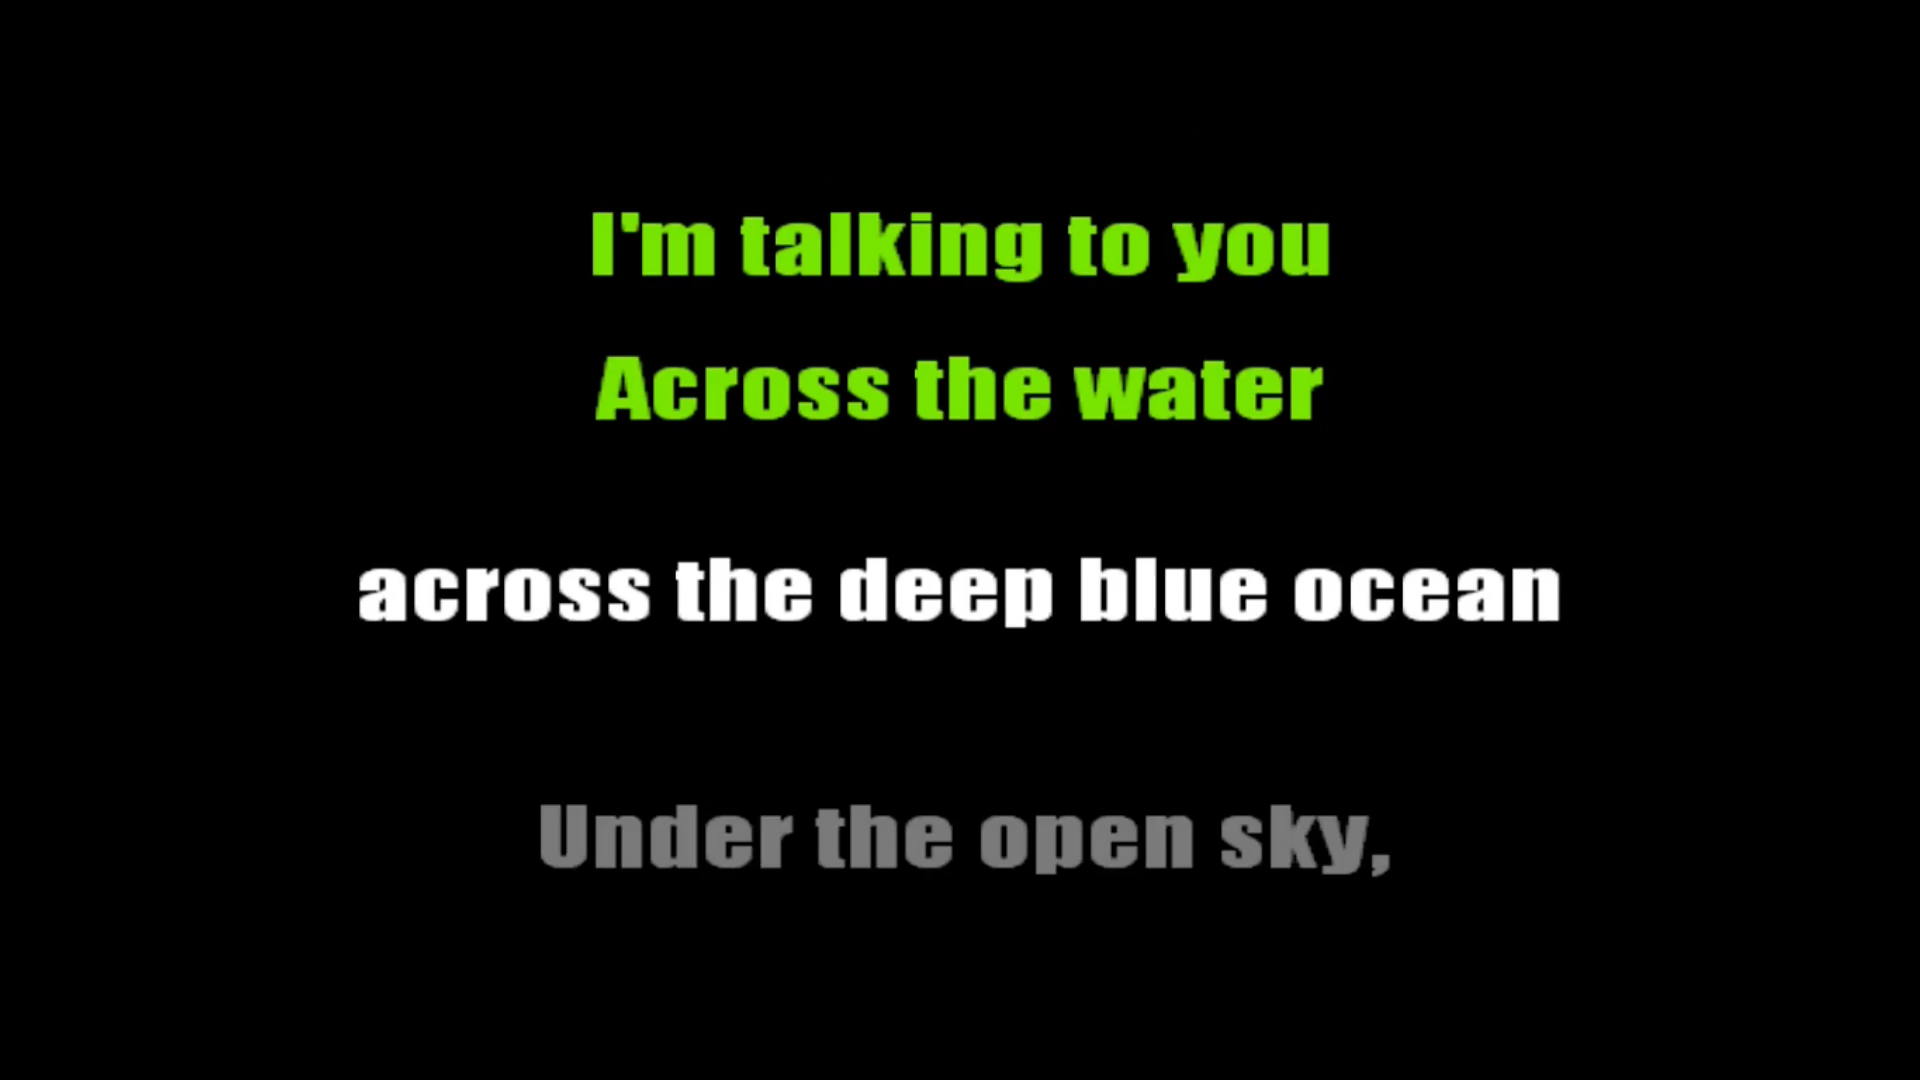 I'm talking to you
Across the water
across the deep blue ocean
Under the open sky,